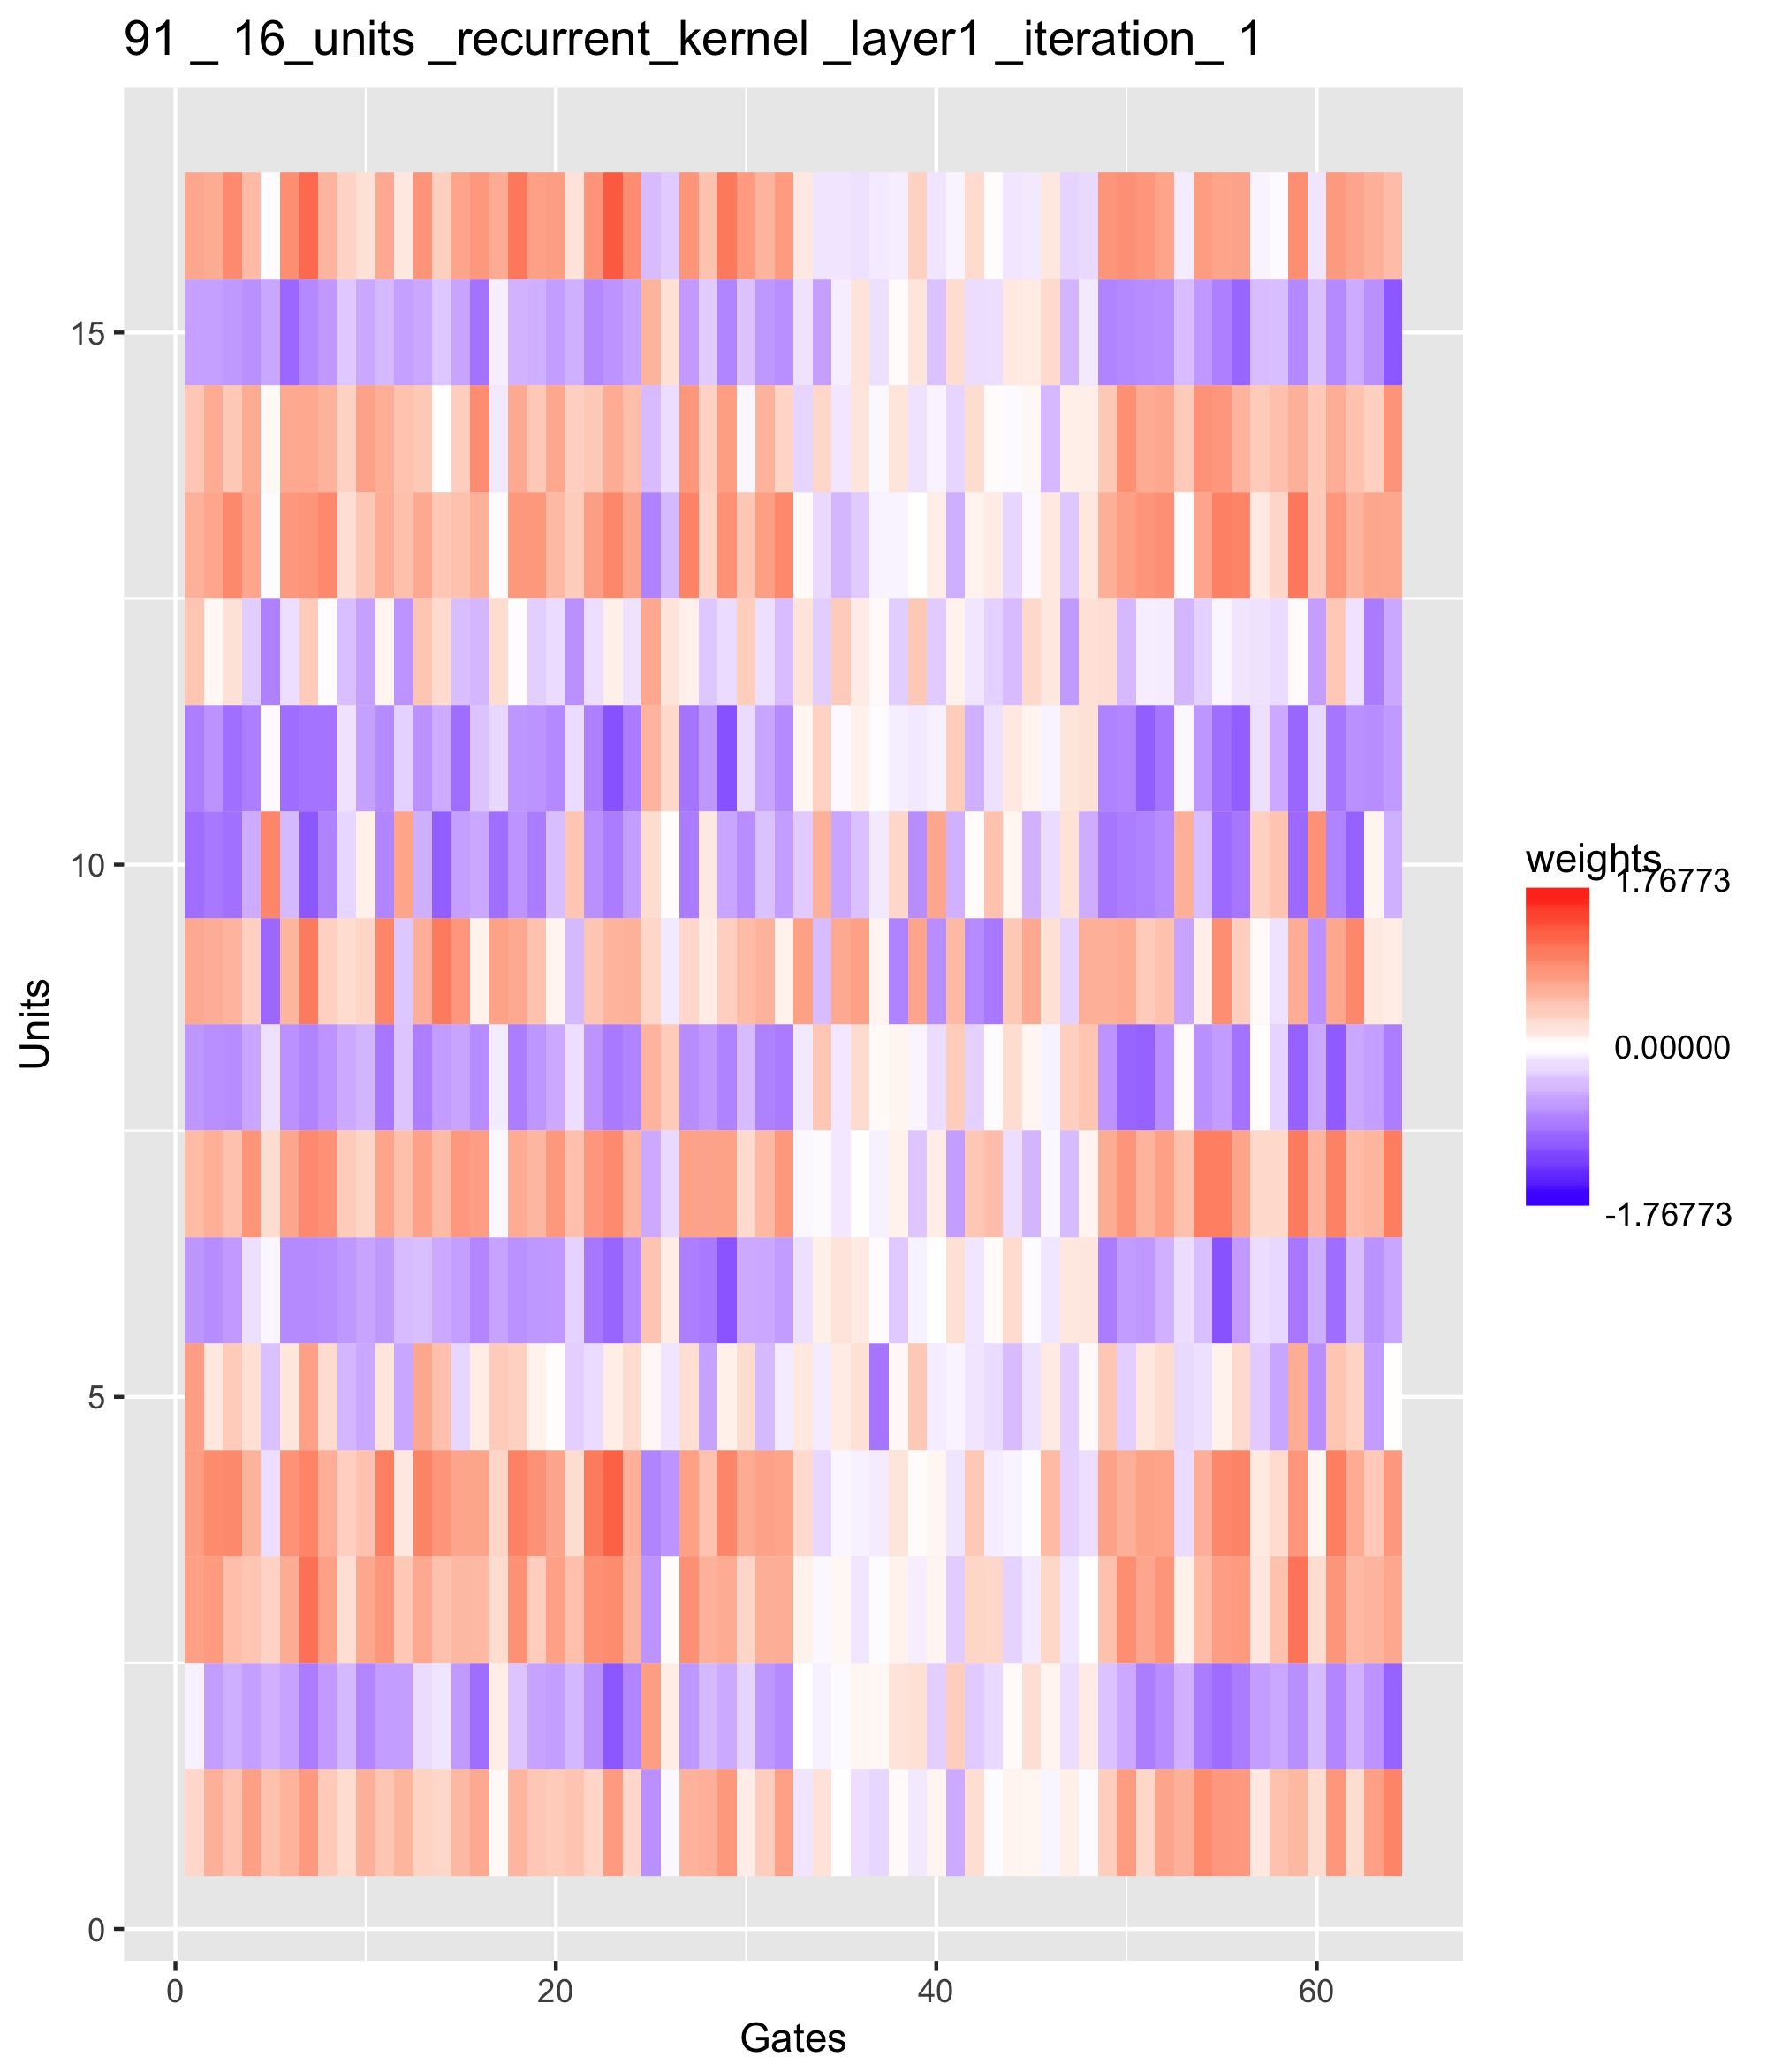 91 _ 16_units _recurrent_kernel _layer1 _iteration_ 1
15
10
5
0
Units
0 20 40 60
Gates
weights
1.76773
0.00000
-1.76773